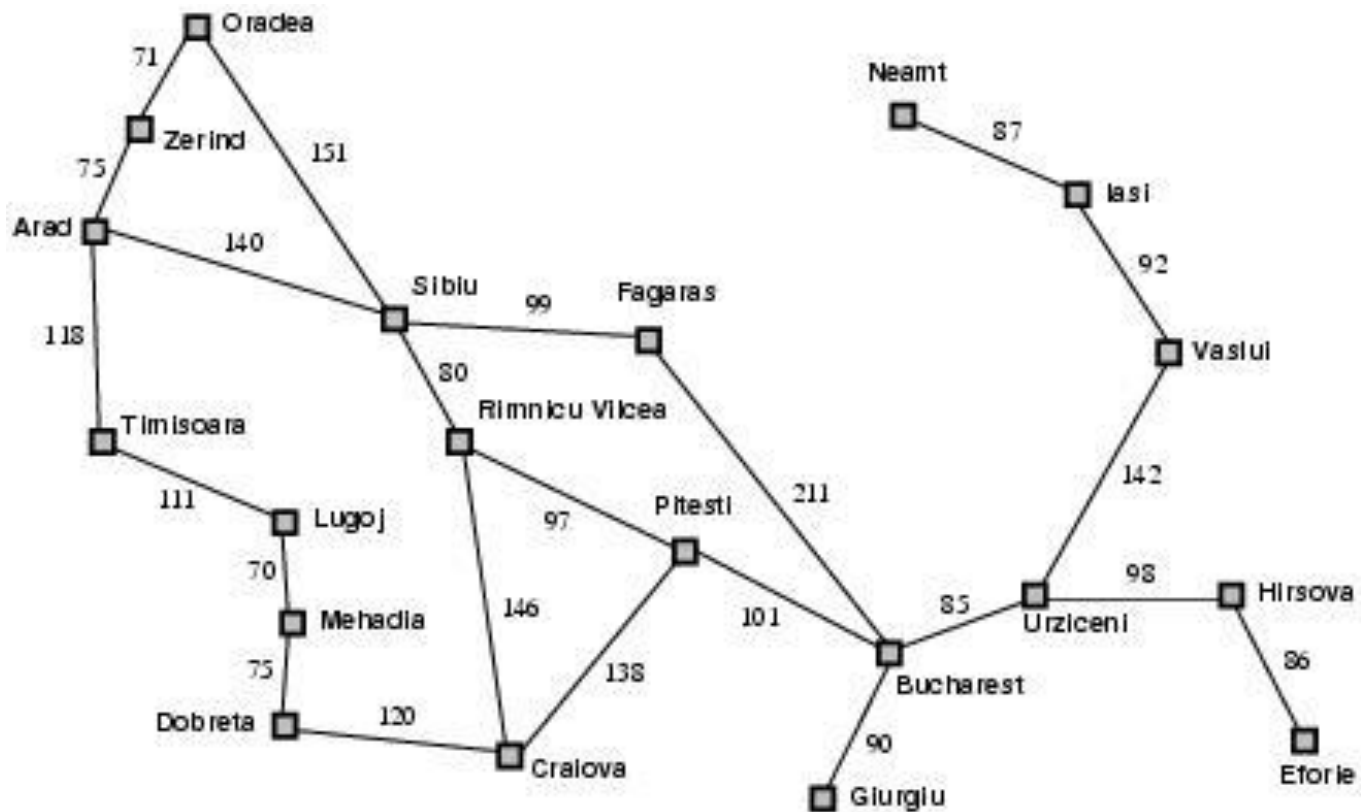 Oradea
71
Neamt
87
Zerind
151
75
Iasi
Arad
140
92
Sibiu
99
Fagaras
118
80
Vaslui
Timisoara
Rimnicu Vilcea
111
97
Pitesti
211
142
Lugoj
70
146
101
85
98
Hirsova
Mehadia
Urziceni
75
138
86
Bucharest
Dobreta
120
90
Craiova
Eforie
Giurgiu